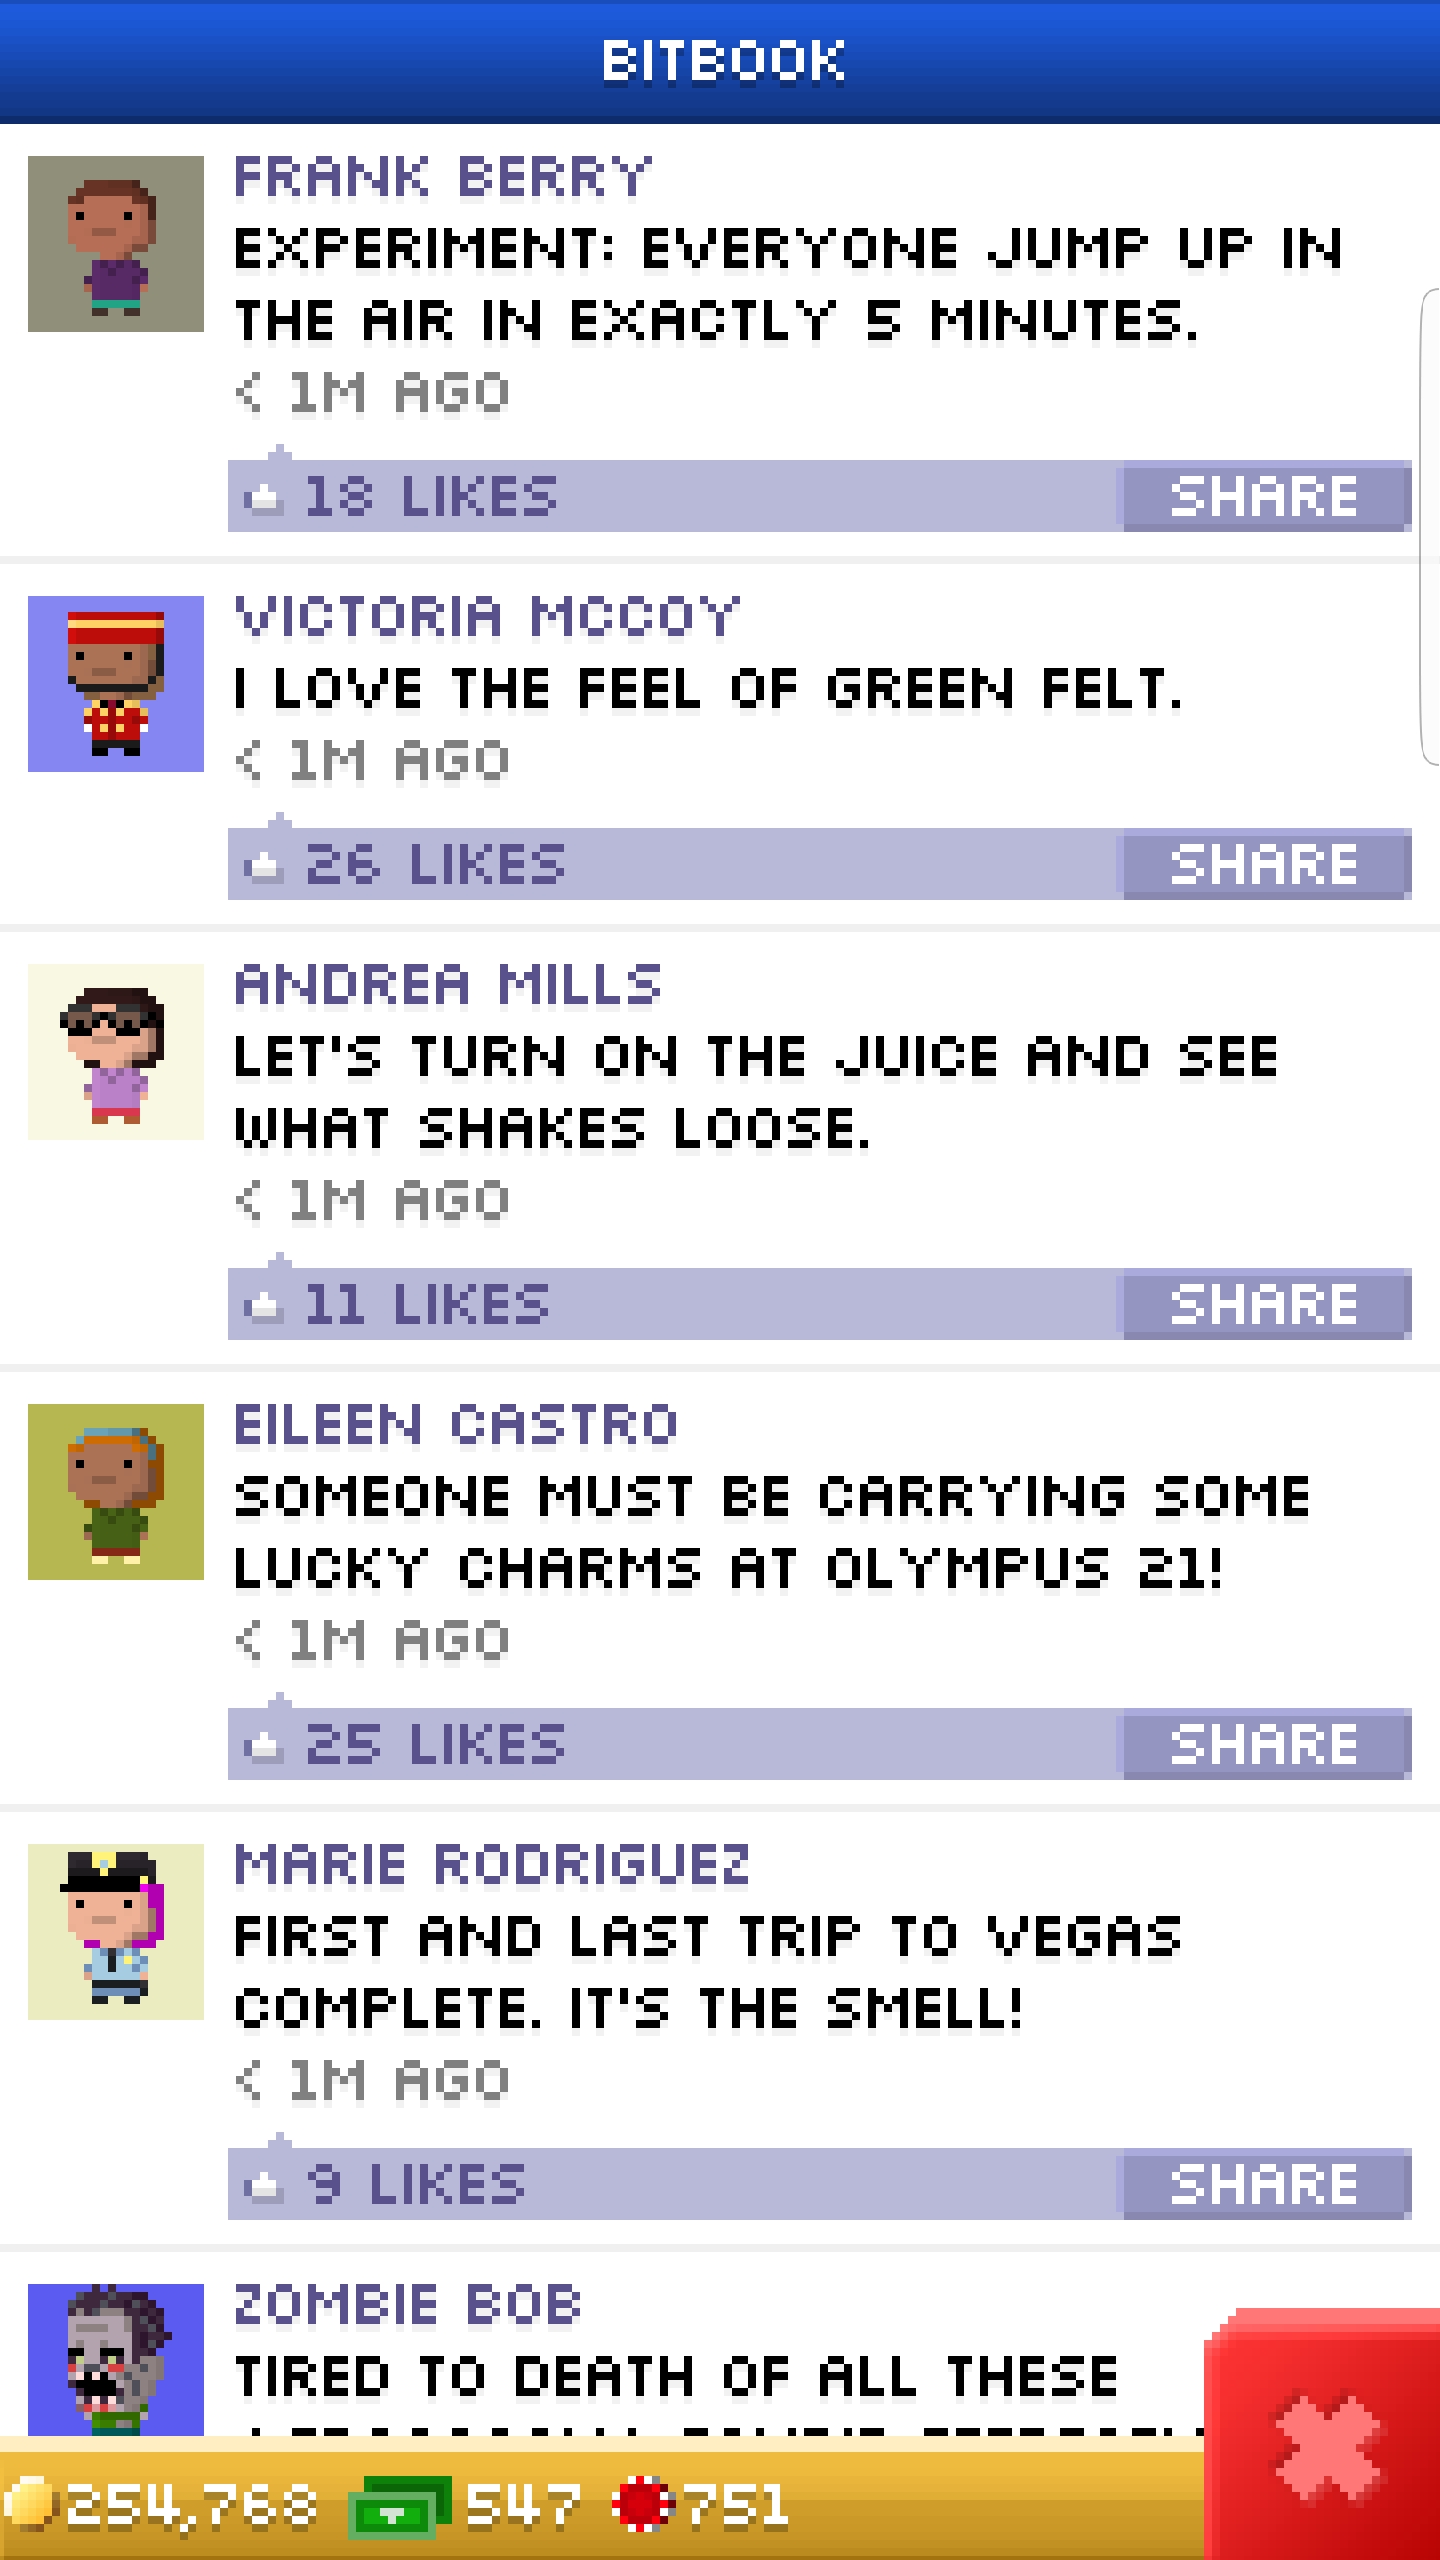 BITBOOK
FRANK BERRY
EXPERIMENT: EVERYONE JUMP UP IN
THE AIR IN EXACTLY 5 MINUTES.
< 1M AGO
18 LIKES
SHARE
VICTORIA MCCOY
I LOVE THE FEEL OF GREEN FELT.
< 1M AGO
26 LIKES
SHARE
ANDREA MILLS
LET'S TURN ON THE JUICE AND SEE
WHAT SHAKES LOOSE.
< 1M AGO
11 LIKES
SHARE
EILEEN CASTRO
SOMEONE MUST BE CARRYING SOME
LUCKY CHARMS AT OLYMPUS 21!
< 1M AGO
25 LIKES
SHARE
MARIE RODRIGUEZ
FIRST AND LAST TRIP TO VEGAS
COMPLETE. IT'S THE SMELL!
< 1M AGO
9 LIKES
SHARE
ZOMBIE BOB
TIRED TO DEATH OF ALL THESE
254,768 547 751